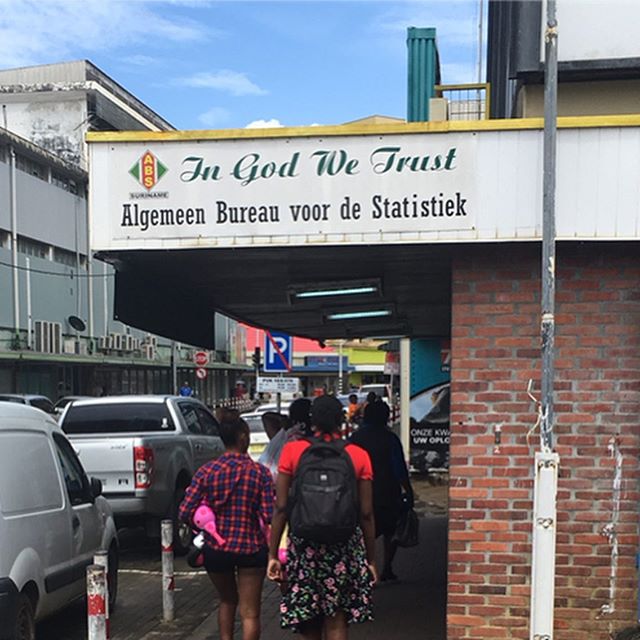 ABS
SURINAME
In God We Trust
Algemeen Bureau voor de Statistiek
P
ONZE KWA
UW OPLO